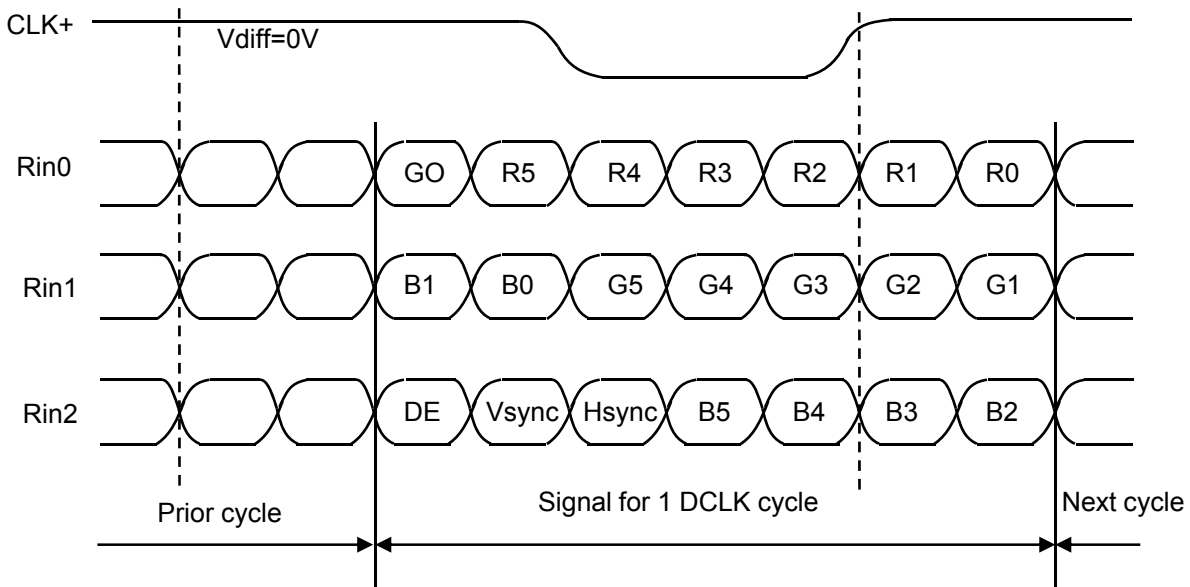 CLK+
Vdiff=0V
Rin0 GO R5 R4 R3 R2 R1 R0
Rin1 B1 B0 G5 G4 G3 G2 G1
Rin2 DE Vsync Hsync B5 B4 B3 B2
Prior cycle Signal for 1 DCLK cycle Next cycle